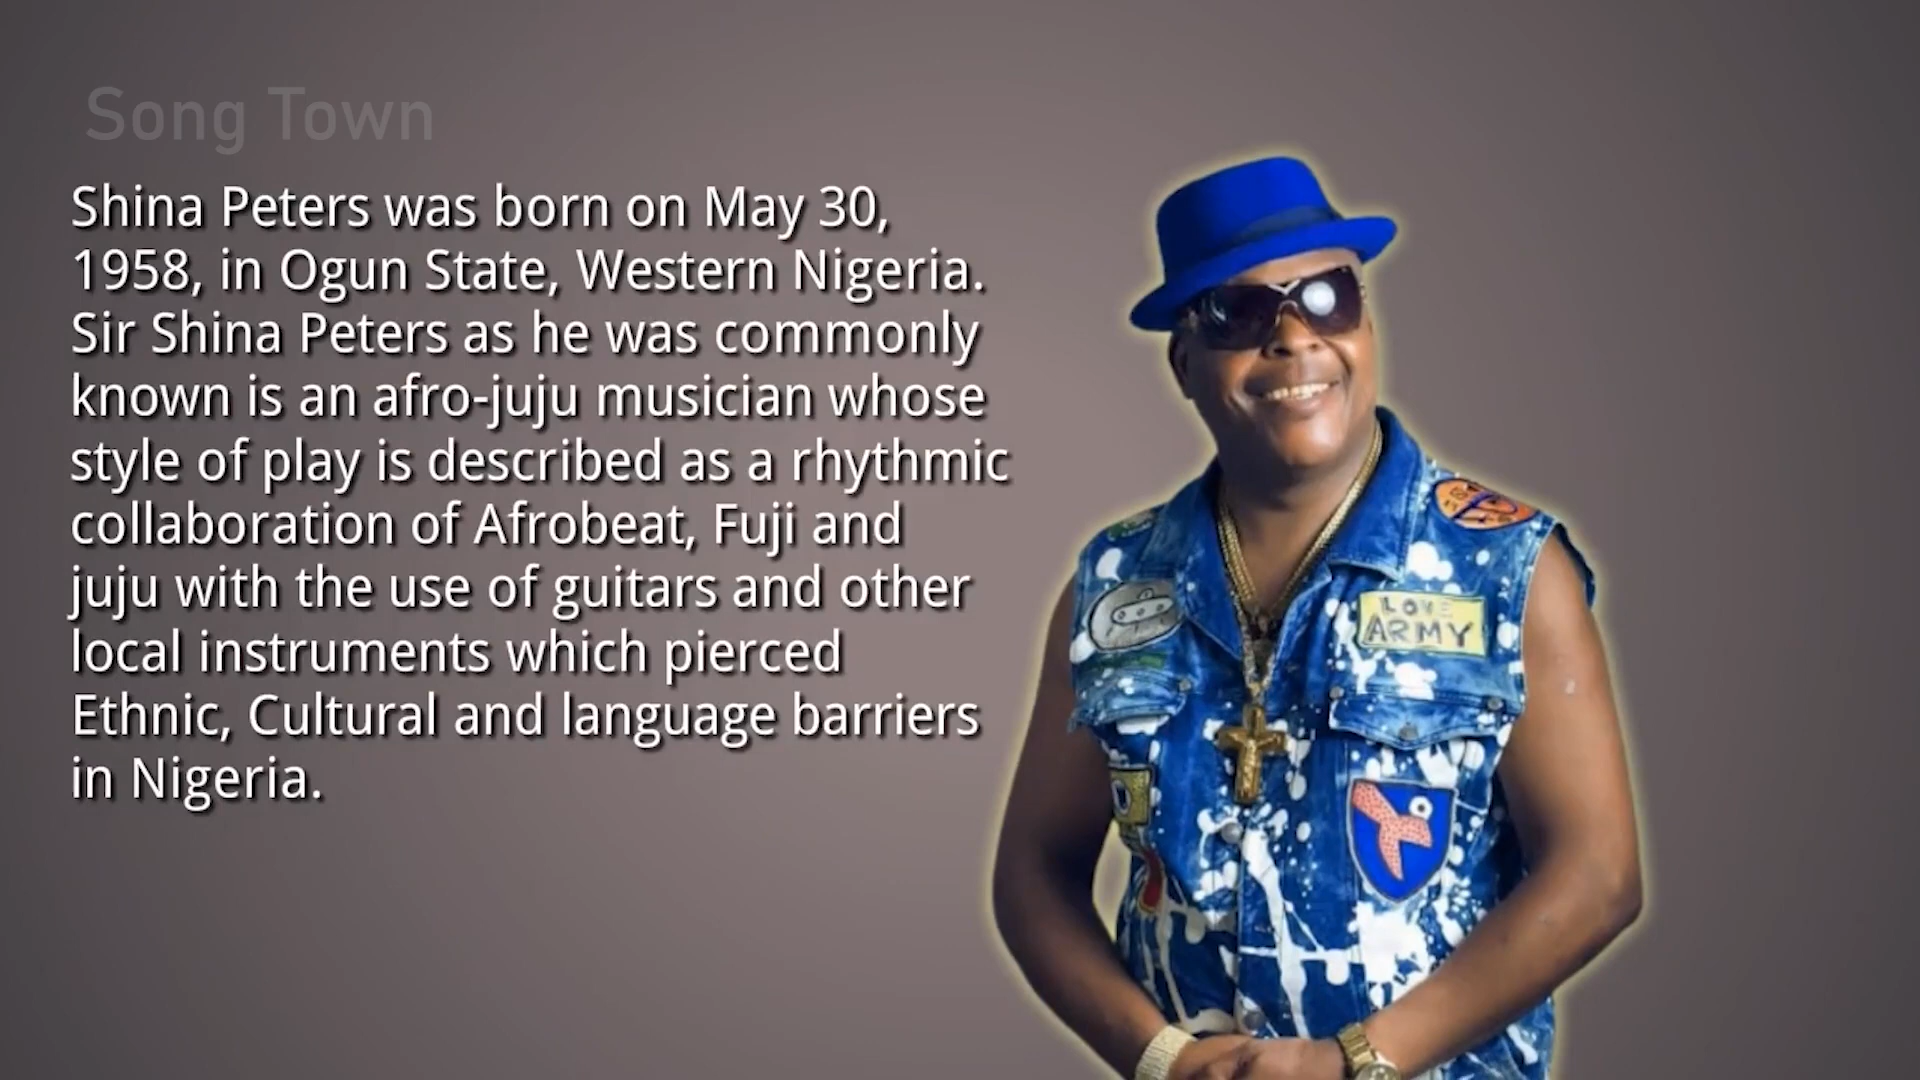 Song Town
Shina Peters was born on May 30,
1958, in Ogun State, Western Nigeria.
Sir Shina Peters as he was commonly
known is an afro-juju musician whose
style of play is described as a rhythmic
collaboration of Afrobeat, Fuji and
juju with the use of guitars and other
local instruments which pierced
Ethnic, Cultural and language barriers
in Nigeria.
LOVE
ARMY